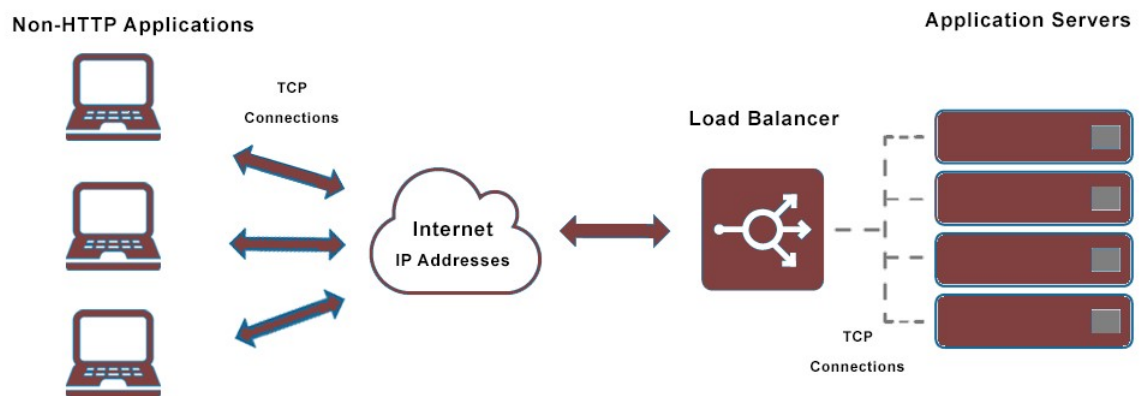 Non-HTTP Applications
TCP
Connections
Internet
IP Addresses
Load Balancer
Application Servers
TCP
Connections